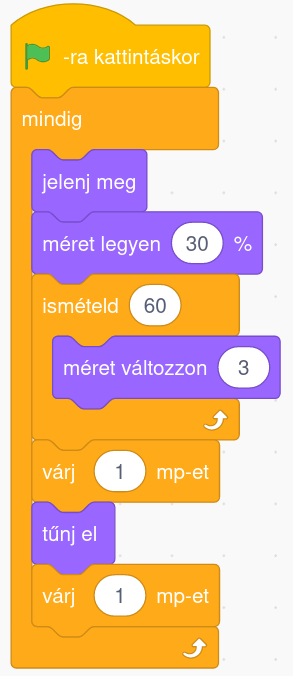 -ra kattintáskor
mindig
jelenj meg
méret legyen 30 %
ismételd 60
méret változzon 3
várj 1 mp-et
tűnj el
várj 1 mp-et